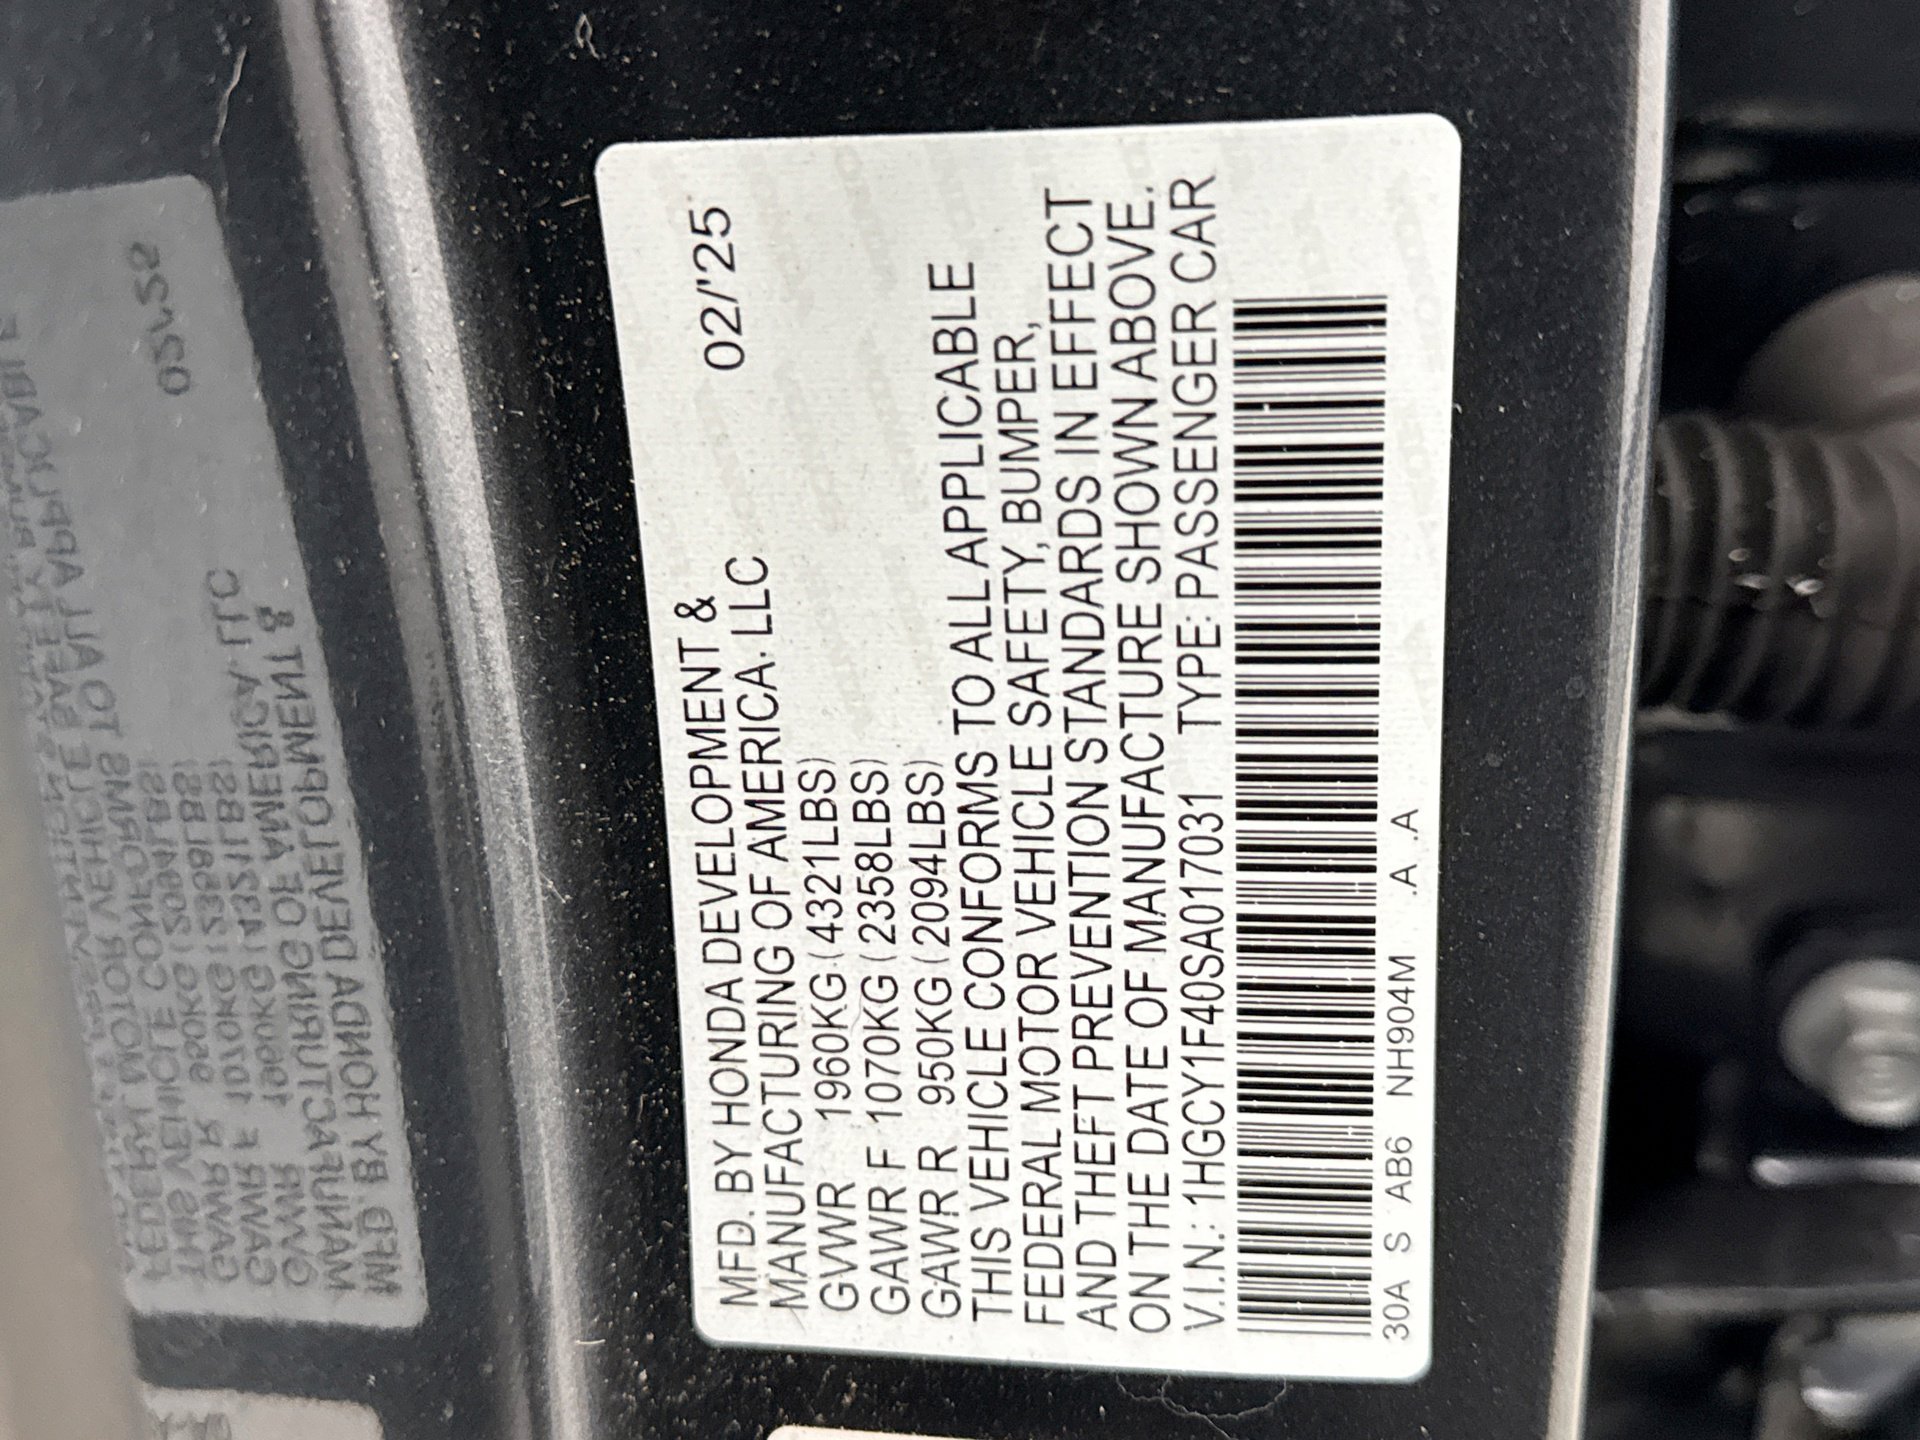 MFD. BY HONDA DEVELOPMENT & 02/'25
MANUFACTURING OF AMERICA, LLC
GVWR 1960KG (4321LBS)
GAWR F 1070KG (2358LBS)
GAWR R 950KG (2094LBS)
THIS VEHICLE CONFORMS TO ALL APPLICABLE
FEDERAL MOTOR VEHICLE SAFETY, BUMPER,
AND THEFT PREVENTION STANDARDS IN EFFECT
ON THE DATE OF MANUFACTURE SHOWN ABOVE.
V.I.N.: 1HGCY1F40SA017031 TYPE: PASSENGER CAR
30A S AB6 NH904M .A .A